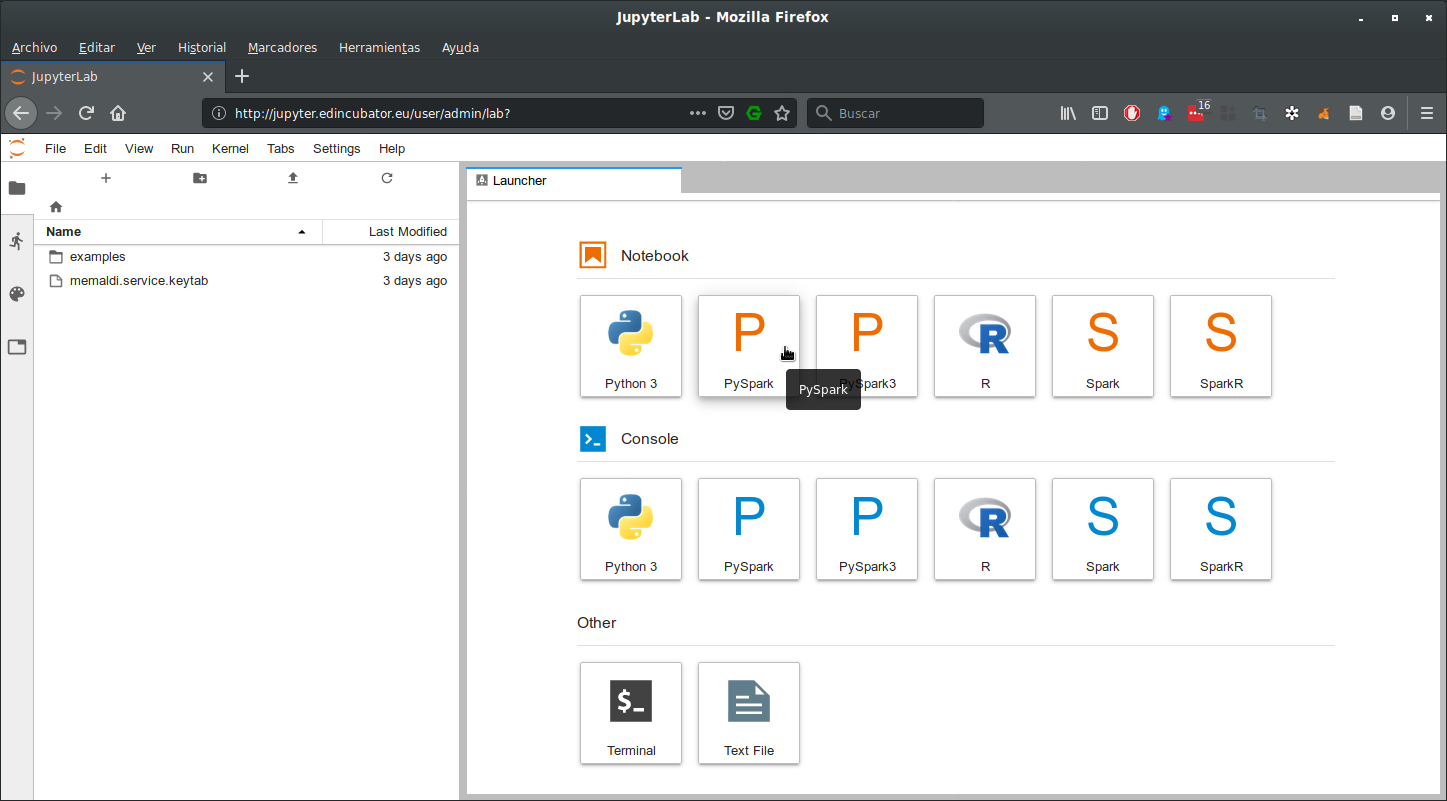 JupyterLab - Mozilla Firefox
Archivo Editar Ver Historial Marcadores Herramientas Ayuda
JupyterLab
http://jupyter.edincubator.eu/user/admin/lab?
Buscar
16
File Edit View Run Kernel Tabs Settings Help
Launcher
Name Last Modified
examples 3 days ago
memaldi.service.keytab 3 days ago
Notebook
P P S S
Python 3 PySpark PySpark3 R Spark SparkR
PySpark
Console
P P S S
Python 3 PySpark PySpark3 R Spark SparkR
Other
$_
Terminal Text File